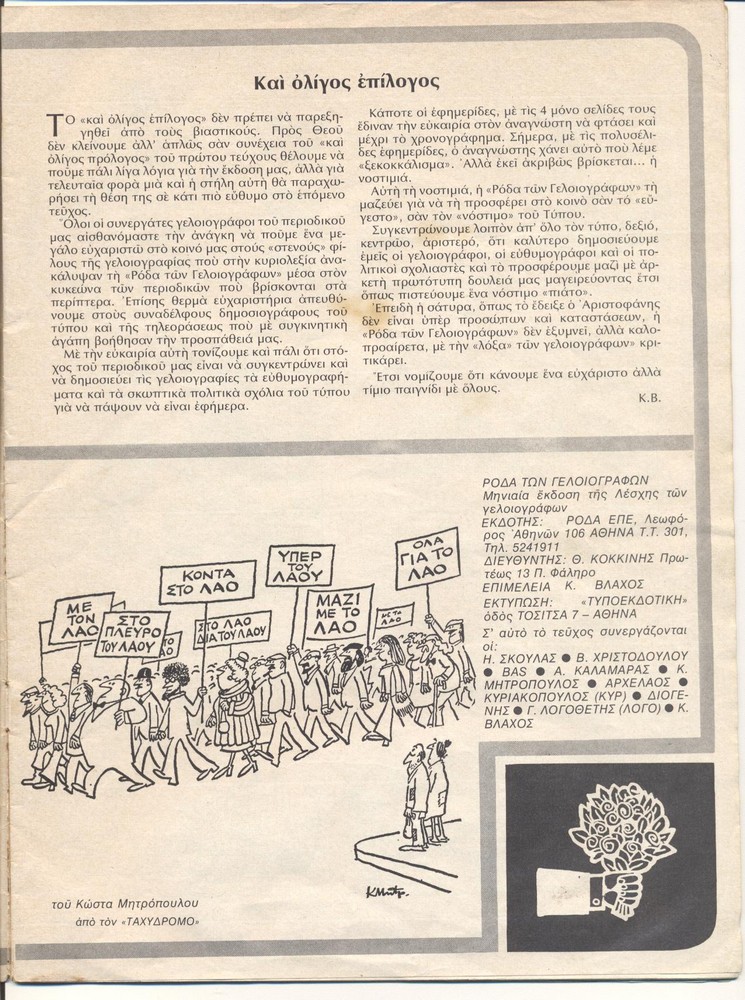 Καὶ ὀλίγος ἐπίλογος
ΤΟ «καὶ ὀλίγος ἐπίλογος» δὲν πρέπει νὰ παρεξη-
γηθεῖ ἀπὸ τοὺς βιαστικούς. Πρὸς Θεοῦ
δὲν κλείνουμε ἀλλ' ἁπλῶς σὰν συνέχεια τοῦ «καὶ
ὀλίγος πρόλογος» τοῦ πρώτου τεύχους θέλουμε νὰ
ποῦμε πάλι λίγα λόγια γιὰ τὴν ἔκδοση μας, ἀλλὰ γιὰ
τελευταία φορὰ μιὰ καὶ ἡ στήλη αὐτὴ θὰ παραχω-
ρήσει τὴ θέση της σὲ κάτι πιὸ εὔθυμο στὸ ἑπόμενο
τεῦχος.
Ὅλοι οἱ συνεργάτες γελοιογράφοι τοῦ περιοδικοῦ
μας αἰσθανόμαστε τὴν ἀνάγκη νὰ ποῦμε ἕνα με-
γάλο εὐχαριστῶ στὸ κοινό μας στοὺς «στενοὺς» φί-
λους τῆς γελοιογραφίας ποὺ στὴν κυριολεξία ἀνα-
κάλυψαν τὴ «Ρόδα τῶν Γελοιογράφων» μέσα στὸν
κυκεώνα τῶν περιοδικῶν ποὺ βρίσκονται στὰ
περίπτερα. Ἐπίσης θερμὰ εὐχαριστήρια ἀπευθύ-
νουμε στοὺς συναδέλφους δημοσιογράφους τοῦ
τύπου καὶ τῆς τηλεοράσεως ποὺ μὲ συγκινητικὴ
ἀγάπη βοήθησαν τὴν προσπάθειά μας.
Μὲ τὴν εὐκαιρία αὐτὴ τονίζουμε καὶ πάλι ὅτι στό-
χος τοῦ περιοδικοῦ μας εἶναι νὰ συγκεντρώνει καὶ
νὰ δημοσιεύει τὶς γελοιογραφίες τὰ εὐθυμογραφή-
ματα καὶ τὰ σκωπτικὰ πολιτικὰ σχόλια τοῦ τύπου
γιὰ νὰ πάψουν νὰ εἶναι ἐφήμερα.
Κάποτε οἱ ἐφημερίδες, μὲ τὶς 4 μόνο σελίδες τους
ἔδιναν τὴν εὐκαιρία στὸν ἀναγνώστη νὰ φτάσει καὶ
μέχρι τὸ χρονογράφημα. Σήμερα, μὲ τὶς πολυσέλι-
δες ἐφημερίδες, ὁ ἀναγνώστης χάνει αὐτὸ ποὺ λέμε
«ξεκοκκάλισμα». Ἀλλὰ ἐκεῖ ἀκριβῶς βρίσκεται... ἡ
νοστιμιά.
Αὐτὴ τὴ νοστιμιά, ἡ «Ρόδα τῶν Γελοιογράφων» τὴ
μαζεύει γιὰ νὰ τὴ προσφέρει στὸ κοινὸ σὰν τὸ «εὔ-
γεστο», σὰν τὸν «νόστιμο» τοῦ Τύπου.
Συγκεντρώνουμε λοιπὸν ἀπ' ὅλο τὸν τύπο, δεξιό,
κεντρῶο, ἀριστερό, ὅτι καλύτερο δημοσιεύουμε
ἐμεῖς οἱ γελοιογράφοι, οἱ εὐθυμογράφοι καὶ οἱ πο-
λιτικοὶ σχολιαστὲς καὶ τὸ προσφέρουμε μαζὶ μὲ ἀρ-
κετὴ πρωτότυπη δουλειά μας μαγειρεύοντας ἔτσι
ὅπως πιστεύουμε ἕνα νόστιμο «πιάτο».
Ἐπειδὴ ἡ σάτυρα, ὅπως τὸ ἔδειξε ὁ Ἀριστοφάνης
δὲν εἶναι ὑπὲρ προσώπων καὶ καταστάσεων, ἡ
«Ρόδα τῶν Γελοιογράφων» δὲν ἐξυμνεῖ, ἀλλὰ καλο-
προαίρετα, μὲ τὴν «λόξα» τῶν γελοιογράφων» κρι-
τικάρει.
Ἔτσι νομίζουμε ὅτι κάνουμε ἕνα εὐχάριστο ἀλλὰ
τίμιο παιγνίδι μὲ ὅλους.
Κ.Β.
ΡΟΔΑ ΤΩΝ ΓΕΛΟΙΟΓΡΑΦΩΝ
Μηνιαία ἔκδοση τῆς Λέσχης τῶν
γελοιογράφων
ΕΚΔΟΤΗΣ: ΡΟΔΑ ΕΠΕ, Λεωφό-
ρος Ἀθηνῶν 106 ΑΘΗΝΑ Τ.Τ. 301,
Τηλ. 5241911
ΔΙΕΥΘΥΝΤΗΣ: Θ. ΚΟΚΚΙΝΗΣ Πρω-
τέως 13 Π. Φάληρο
ΕΠΙΜΕΛΕΙΑ Κ. ΒΛΑΧΟΣ
ΕΚΤΥΠΩΣΗ: «ΤΥΠΟΕΚΔΟΤΙΚΗ»
ὁδὸς ΤΟΣΙΤΣΑ 7 – ΑΘΗΝΑ
Σ' αὐτὸ τὸ τεῦχος συνεργάζονται
οἱ:
Η. ΣΚΟΥΛΑΣ ● Β. ΧΡΙΣΤΟΔΟΥΛΟΥ
● BAS ● Α. ΚΑΛΑΜΑΡΑΣ ● Κ.
ΜΗΤΡΟΠΟΥΛΟΣ ● ΑΡΧΕΛΑΟΣ ●
ΚΥΡΙΑΚΟΠΟΥΛΟΣ (ΚΥΡ) ● ΔΙΟΓΕ-
ΝΗΣ ● Γ. ΛΟΓΟΘΕΤΗΣ (ΛΟΓΟ) ● Κ.
ΒΛΑΧΟΣ
ΜΕ ΤΟΝ
ΛΑΟ
ΣΤΟ
ΠΛΕΥΡΟ
ΤΟΥ ΛΑΟΥ
ΚΟΝΤΑ
ΣΤΟ ΛΑΟ
ΣΤΟ ΛΑΟ
ΔΙΑ ΤΟΥ ΛΑΟΥ
ΥΠΕΡ
ΤΟΥ
ΛΑΟΥ
ΜΑΖΙ
ΜΕ ΤΟ
ΛΑΟ
ΛΑΟ
ΟΛΑ
ΓΙΑ ΤΟ
ΛΑΟ
τοῦ Κώστα Μητρόπουλου
ἀπὸ τὸν «ΤΑΧΥΔΡΟΜΟ»